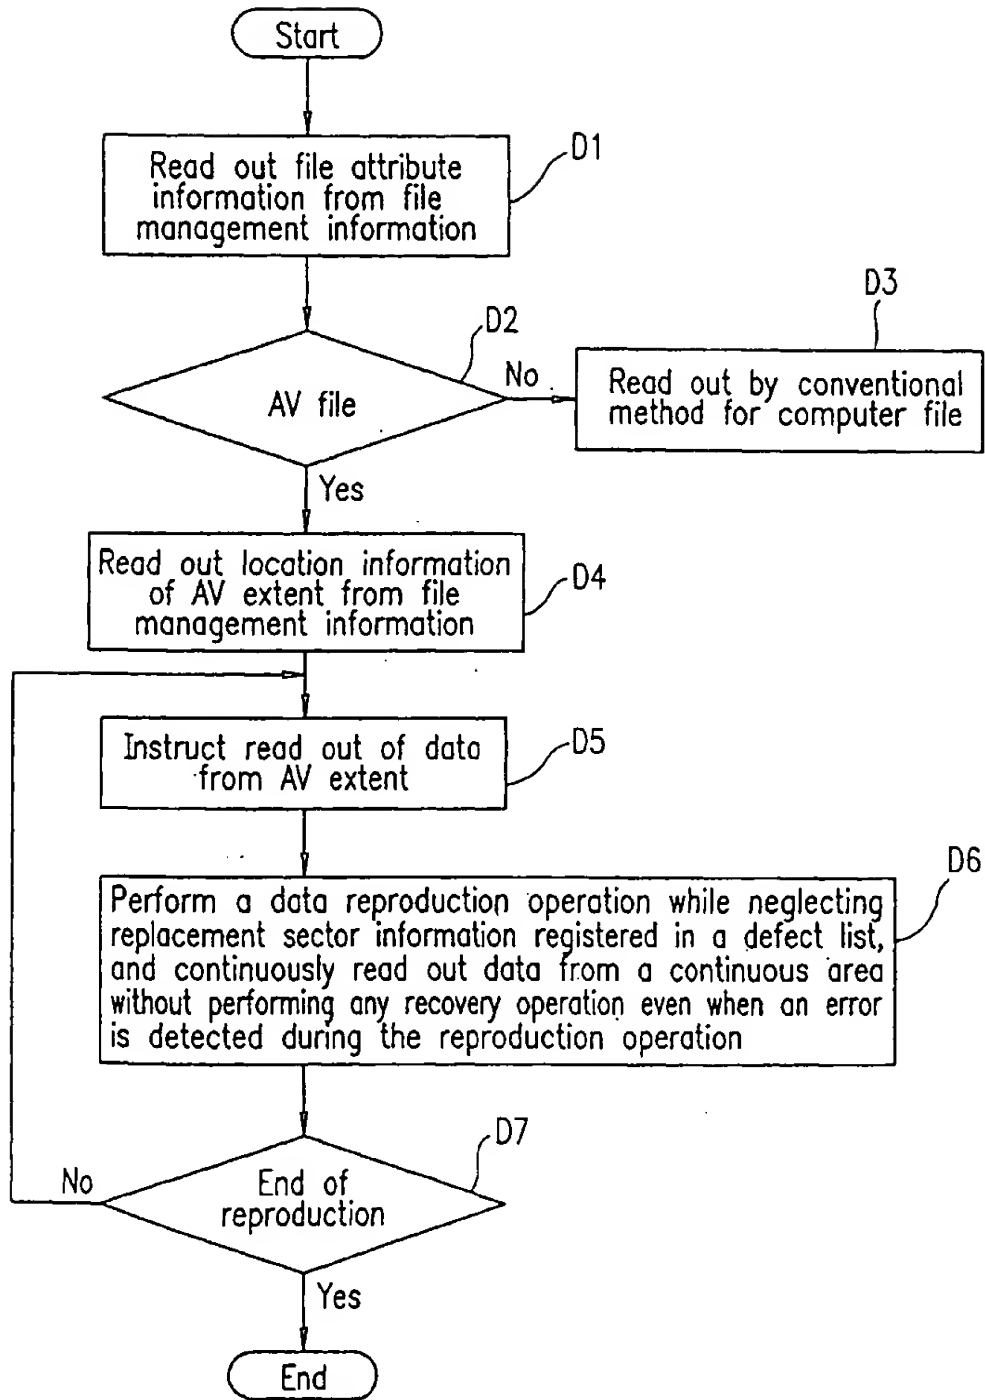 Start
Read out file attribute
information from file
management information
D1
AV file
D2
No
D3
Read out by conventional
method for computer file
Yes
Read out location information
of AV extent from file
management information
D4
Instruct read out of data
from AV extent
D5
D6
Perform a data reproduction operation while neglecting
replacement sector information registered in a defect list,
and continuously read out data from a continuous area
without performing any recovery operation even when an error
is detected during the reproduction operation
D7
No
End of
reproduction
Yes
End